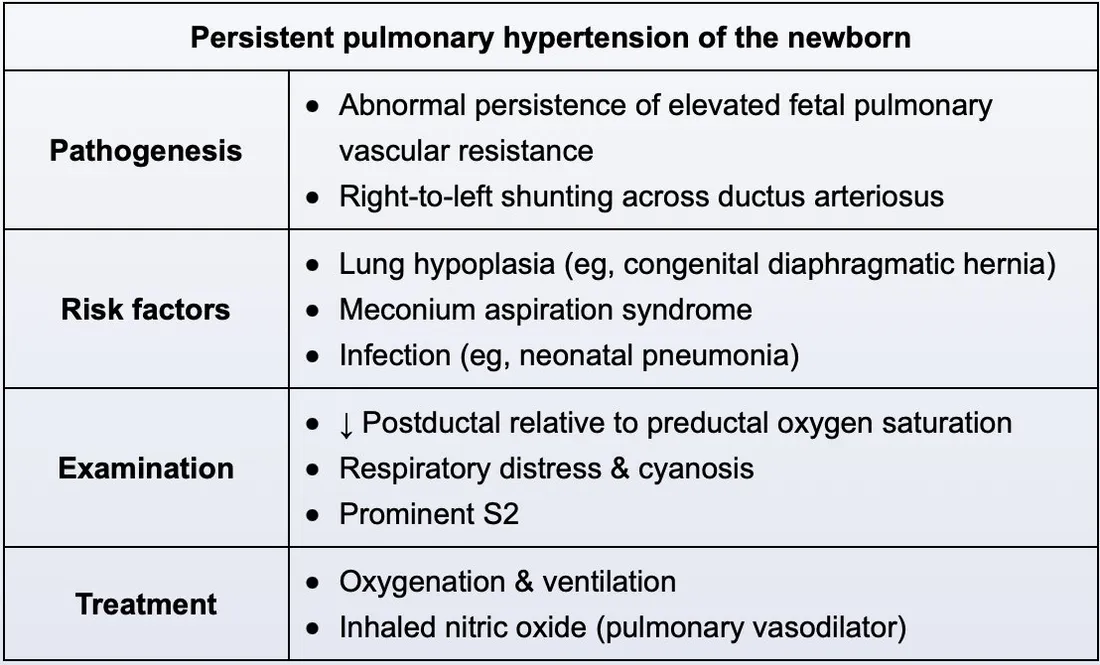 Persistent pulmonary hypertension of the newborn
Pathogenesis
• Abnormal persistence of elevated fetal pulmonary
vascular resistance
• Right-to-left shunting across ductus arteriosus
Risk factors
• Lung hypoplasia (eg, congenital diaphragmatic hernia)
• Meconium aspiration syndrome
• Infection (eg, neonatal pneumonia)
Examination
• ↓ Postductal relative to preductal oxygen saturation
• Respiratory distress & cyanosis
• Prominent S2
Treatment
• Oxygenation & ventilation
• Inhaled nitric oxide (pulmonary vasodilator)